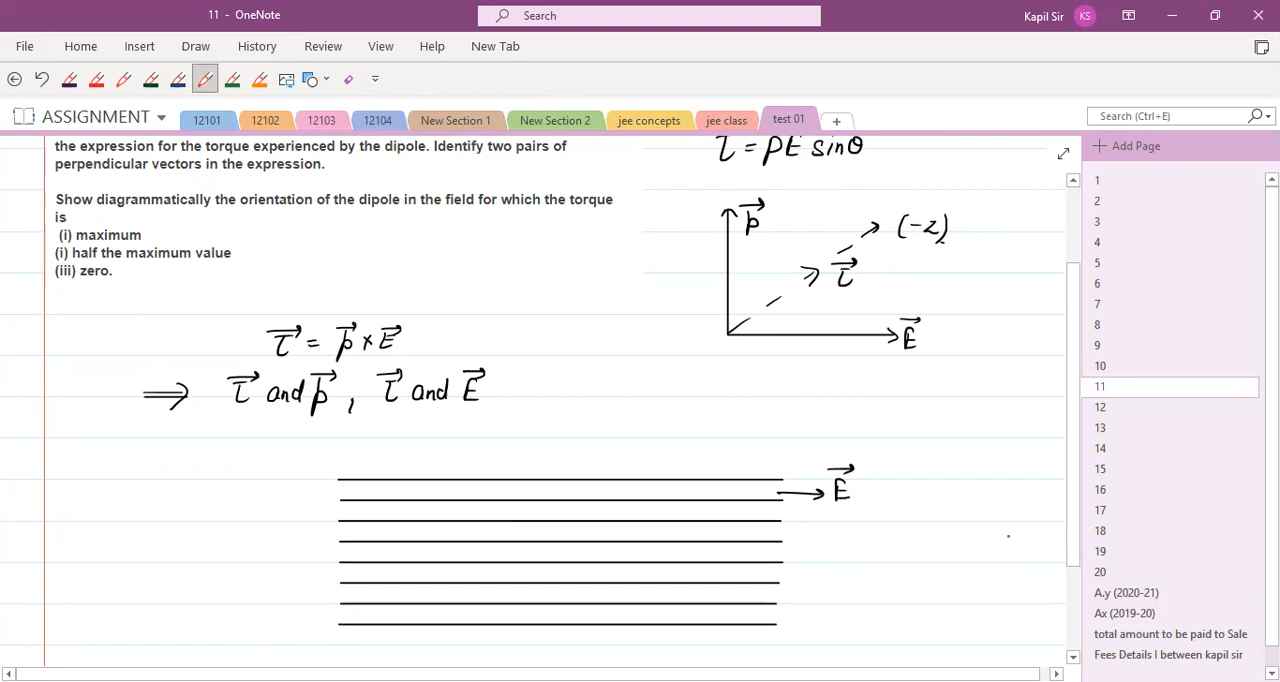 11 - OneNote
Search
Kapil Sir
KS
File Home Insert Draw History Review View Help New Tab
ASSIGNMENT
12101 12102 12103 12104 New Section 1 New Section 2 jee concepts jee class test 01
Search (Ctrl+E)
the expression for the torque experienced by the dipole. Identify two pairs of
perpendicular vectors in the expression.
Show diagrammatically the orientation of the dipole in the field for which the torque
is
(i) maximum
(i) half the maximum value
(iii) zero.
τ = PE sinθ
p⃗
(-z)
τ⃗
E⃗
τ⃗ = p⃗ × E⃗
⟹ τ⃗ and p⃗, τ⃗ and E⃗
E⃗
Add Page
1
2
3
4
5
6
7
8
9
10
11
12
13
14
15
16
17
18
19
20
A.y (2020-21)
Ax (2019-20)
total amount to be paid to Sale
Fees Details I between kapil sir